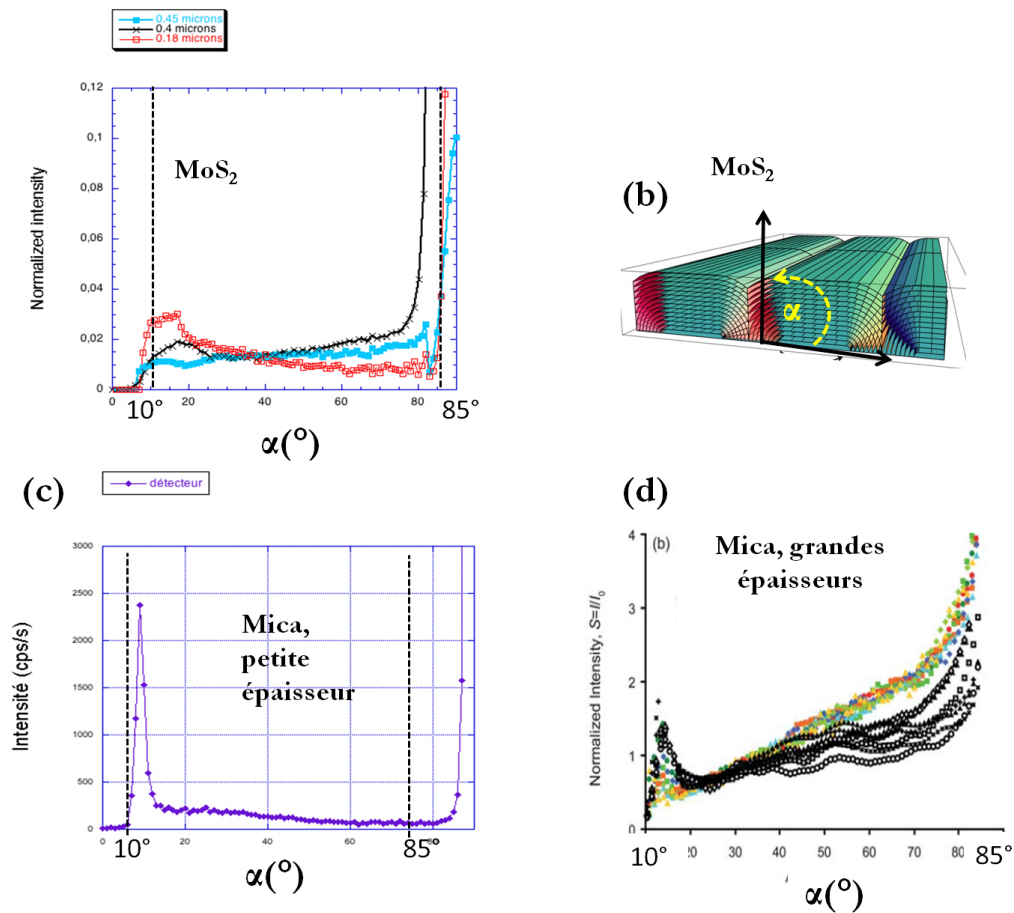 0.45 microns
0.4 microns
0.18 microns
0,12
0,1
0,08
0,06
0,04
0,02
0
Normalized intensity
MoS2
0 20 40 60 80
10° 85°
α(°)
MoS2
(b)
α
(c)
détecteur
3000
2500
2000
1500
1000
500
0
Intensité (cps/s)
Mica,
petite
épaisseur
0 20 40 60 80
10° 85°
α(°)
(d)
(b)
Mica, grandes
épaisseurs
4
3
2
1
0
Normalized Intensity, S=I/I0
10° 20 30 40 50 60 70 80 85°
α(°)